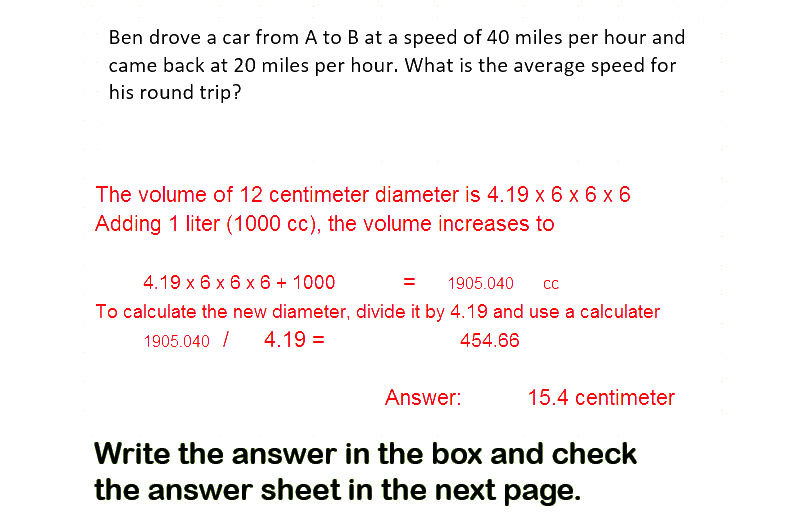 Ben drove a car from A to B at a speed of 40 miles per hour and
came back at 20 miles per hour. What is the average speed for
his round trip?
The volume of 12 centimeter diameter is 4.19 x 6 x 6 x 6
Adding 1 liter (1000 cc), the volume increases to
4.19 x 6 x 6 x 6 + 1000 = 1905.040 cc
To calculate the new diameter, divide it by 4.19 and use a calculater
1905.040 / 4.19 = 454.66
Answer: 15.4 centimeter
Write the answer in the box and check
the answer sheet in the next page.